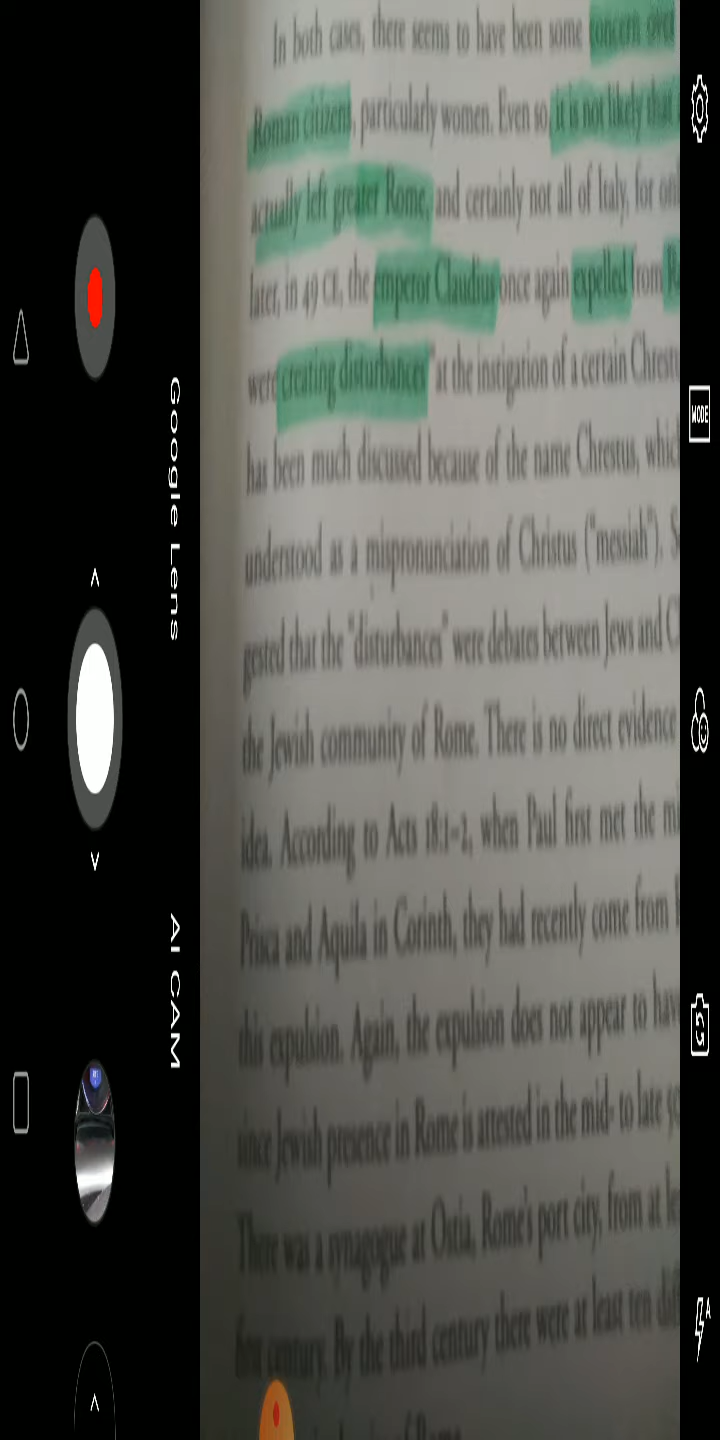 In both cases, there seems to have been some concern over
Roman citizens, particularly women. Even so, it is not likely that
actually left greater Rome, and certainly not all of Italy, for onl
later, in 49 CE, the emperor Claudius once again expelled from R
were creating disturbances "at the instigation of a certain Chrestu
has been much discussed because of the name Chrestus, whic
understood as a mispronunciation of Christus ("messiah"). S
gested that the "disturbances" were debates between Jews and C
the Jewish community of Rome. There is no direct evidence
idea. According to Acts 18:1–2, when Paul first met the mi
Prisca and Aquila in Corinth, they had recently come from
this expulsion. Again, the expulsion does not appear to hav
since Jewish presence in Rome is attested in the mid- to late 50
There was a synagogue at Ostia, Rome's port city, from at le
first century. By the third century there were at least ten diff
of Rome
Google Lens
AI CAM
MODE
A